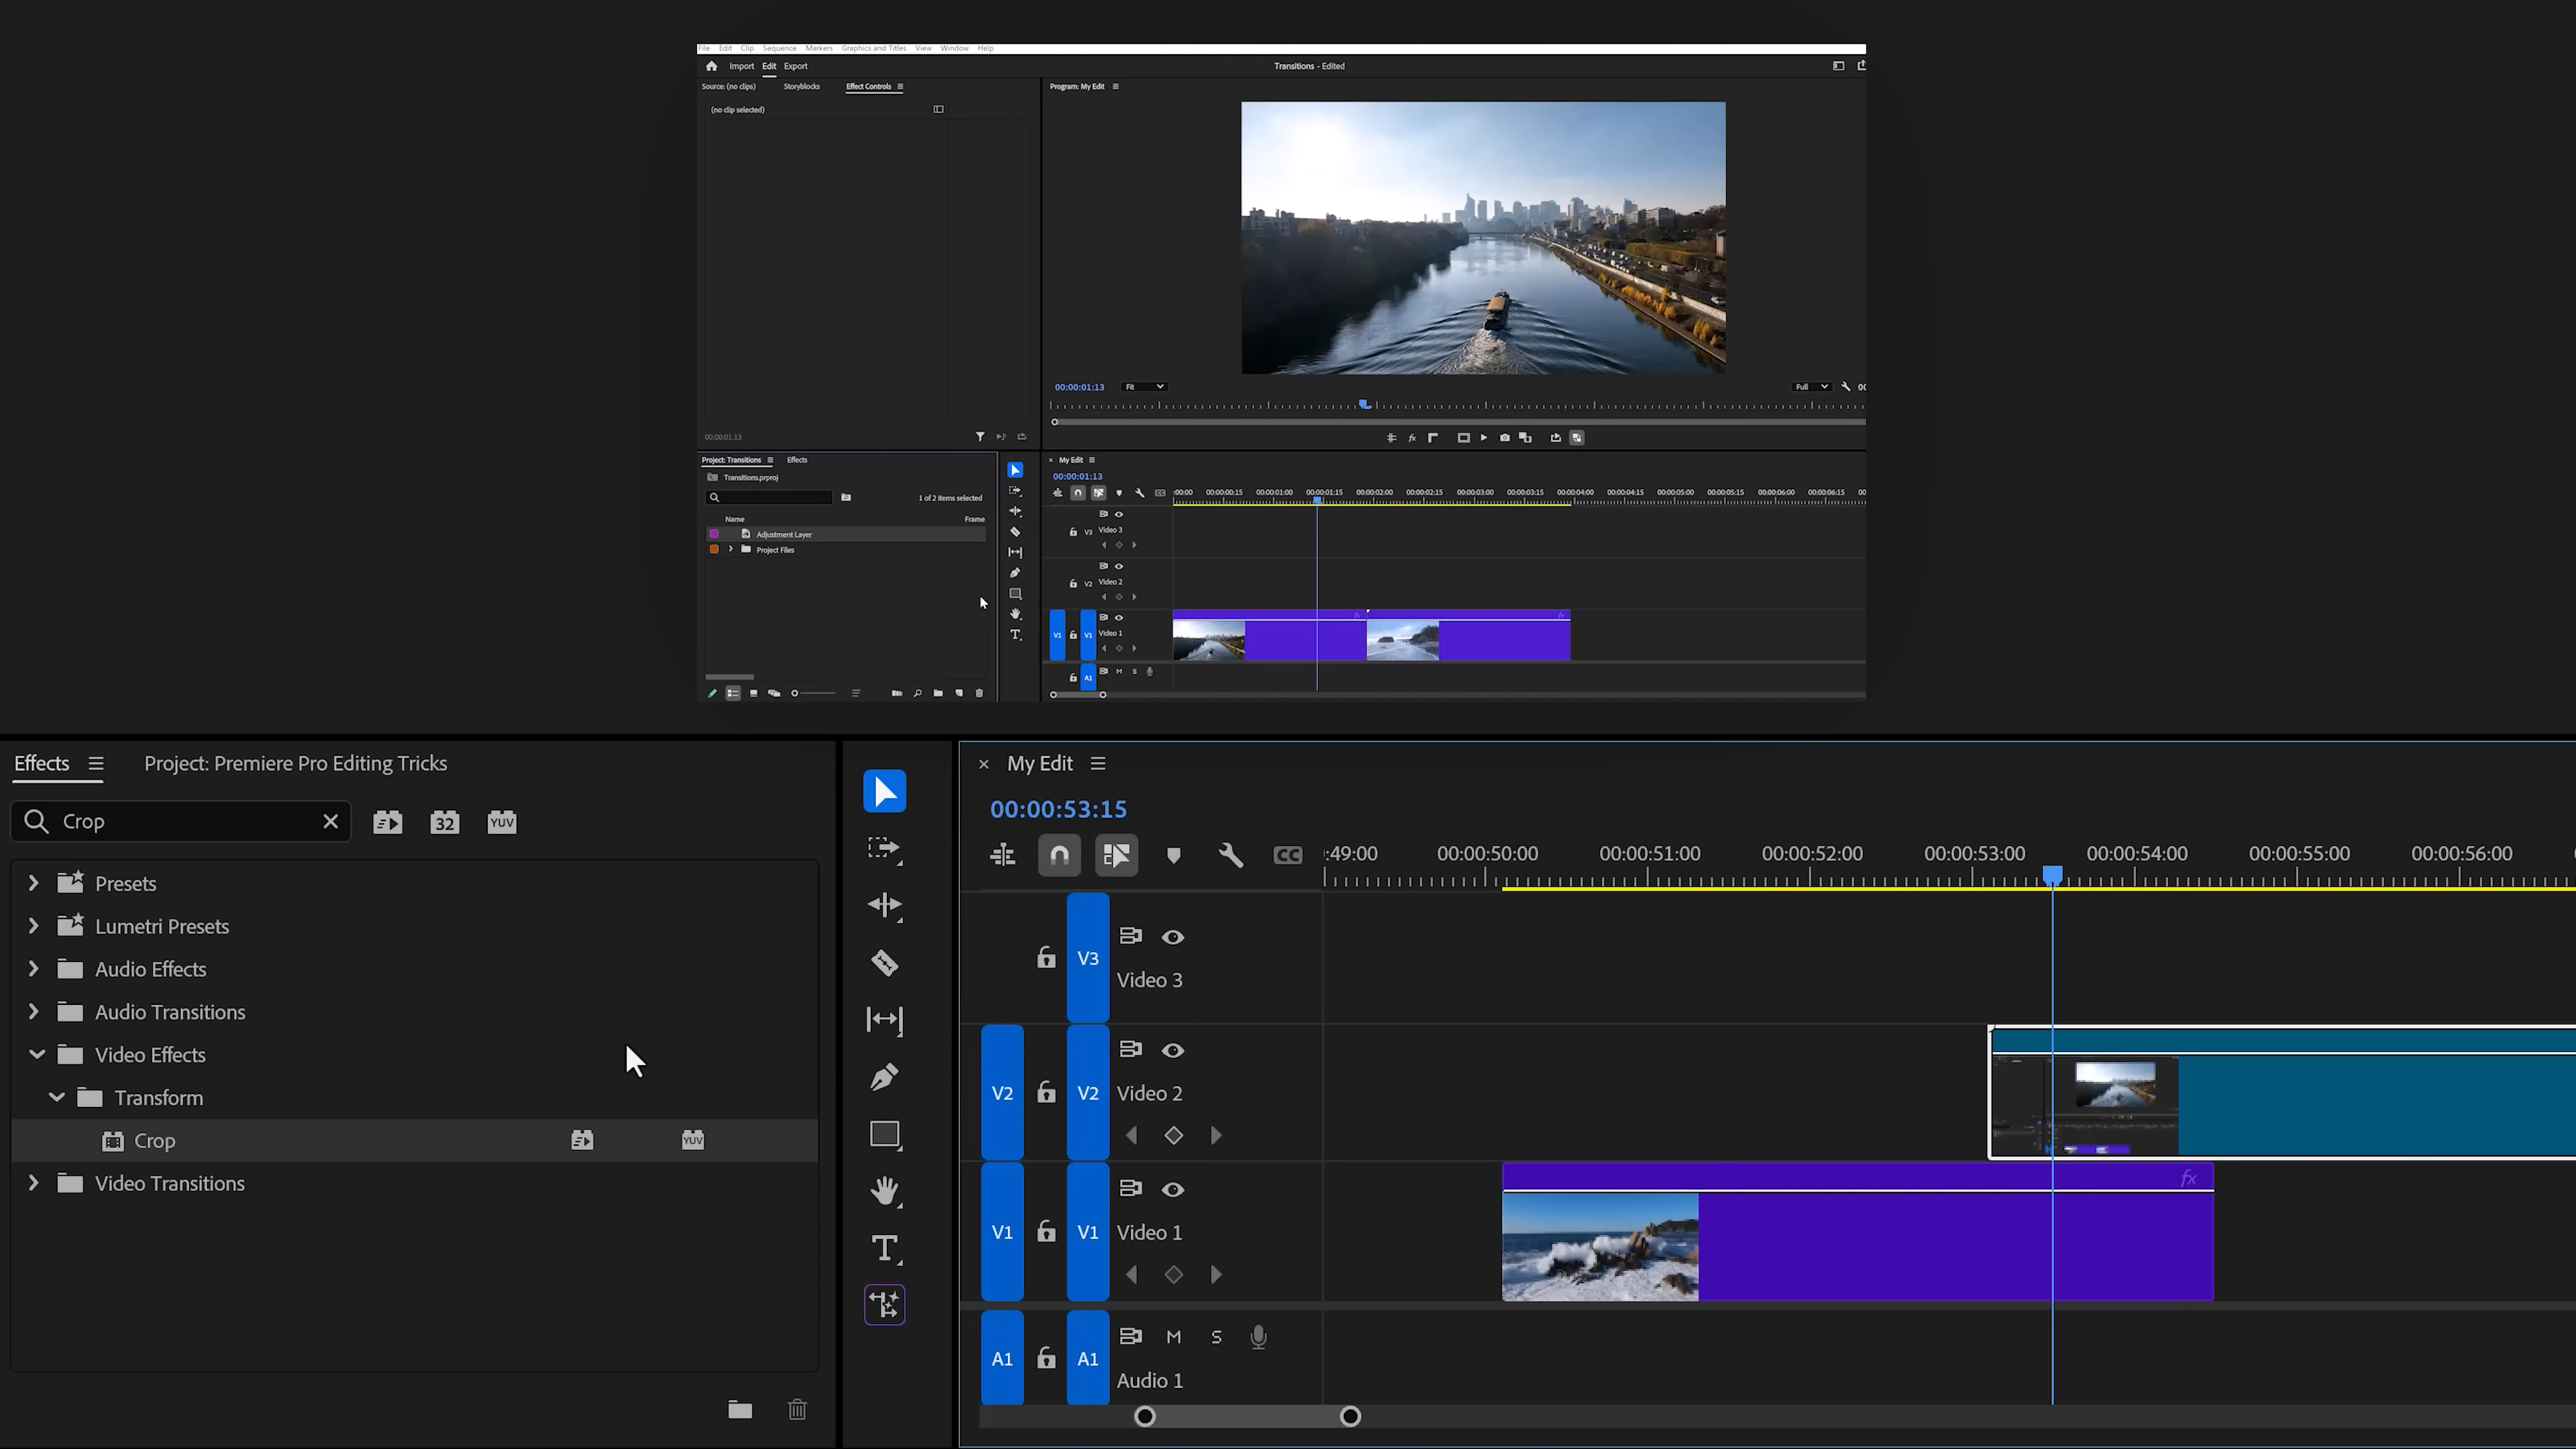 File Edit Clip Sequence Markers Graphics and Titles View Window Help
Import Edit Export
Transitions - Edited
Source: (no clips) Storyblocks Effect Controls
Program: My Edit
(no clip selected)
00:00:01:13 Fit
Full
00:00:01:13
Project: Transitions Effects
My Edit
Transitions.prproj
00:00:01:13
1 of 2 items selected
:00:00 00:00:00:15 00:00:01:00 00:00:01:15 00:00:02:00 00:00:02:15 00:00:03:00 00:00:03:15 00:00:04:00 00:00:04:15 00:00:05:00 00:00:05:15 00:00:06:00 00:00:06:15 00
Name Frame
V3 Video 3
Adjustment Layer
Project Files
V2 Video 2
fx fx
V1 V1 Video 1
A1 M S
Effects Project: Premiere Pro Editing Tricks
My Edit
00:00:53:15
Crop 32 YUV
CC :49:00 00:00:50:00 00:00:51:00 00:00:52:00 00:00:53:00 00:00:54:00 00:00:55:00 00:00:56:00
Presets
Lumetri Presets
Audio Effects
Audio Transitions
Video Effects
Transform
Crop YUV
Video Transitions
V3 Video 3
V2 V2 Video 2
fx
V1 V1 Video 1
A1 A1 M S
Audio 1